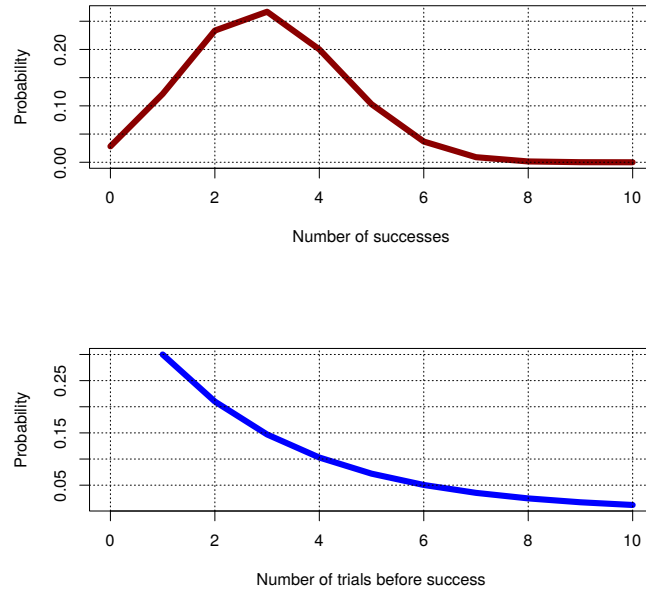 Probability
0.20
0.10
0.00
0 2 4 6 8 10
Number of successes
Probability
0.25
0.15
0.05
0 2 4 6 8 10
Number of trials before success